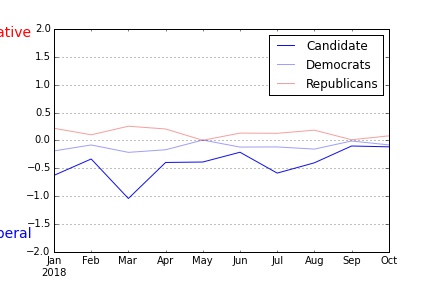 ative
2.0
1.5
1.0
0.5
0.0
−0.5
−1.0
−1.5
−2.0
peral
Candidate
Democrats
Republicans
Jan Feb Mar Apr May Jun Jul Aug Sep Oct
2018